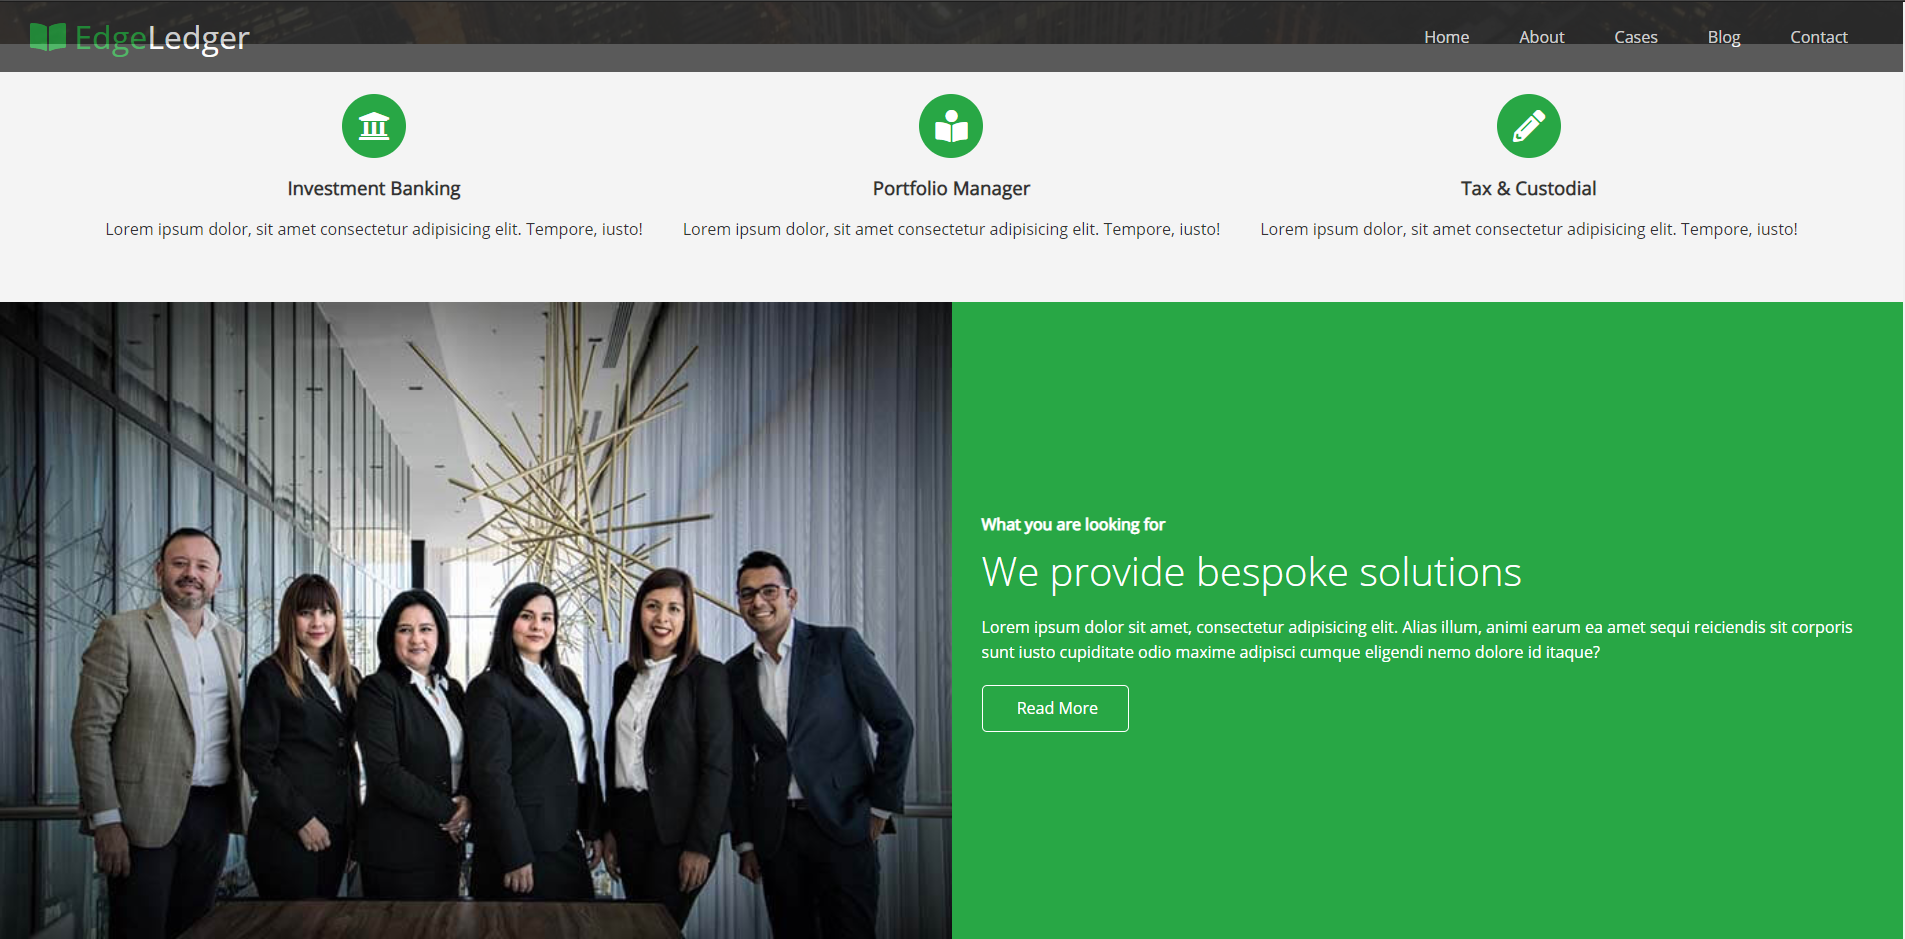 EdgeLedger
Home About Cases Blog Contact
Investment Banking
Lorem ipsum dolor, sit amet consectetur adipisicing elit. Tempore, iusto!
Portfolio Manager
Lorem ipsum dolor, sit amet consectetur adipisicing elit. Tempore, iusto!
Tax & Custodial
Lorem ipsum dolor, sit amet consectetur adipisicing elit. Tempore, iusto!
What you are looking for
We provide bespoke solutions
Lorem ipsum dolor sit amet, consectetur adipisicing elit. Alias illum, animi earum ea amet sequi reiciendis sit corporis
sunt iusto cupiditate odio maxime adipisci cumque eligendi nemo dolore id itaque?
Read More